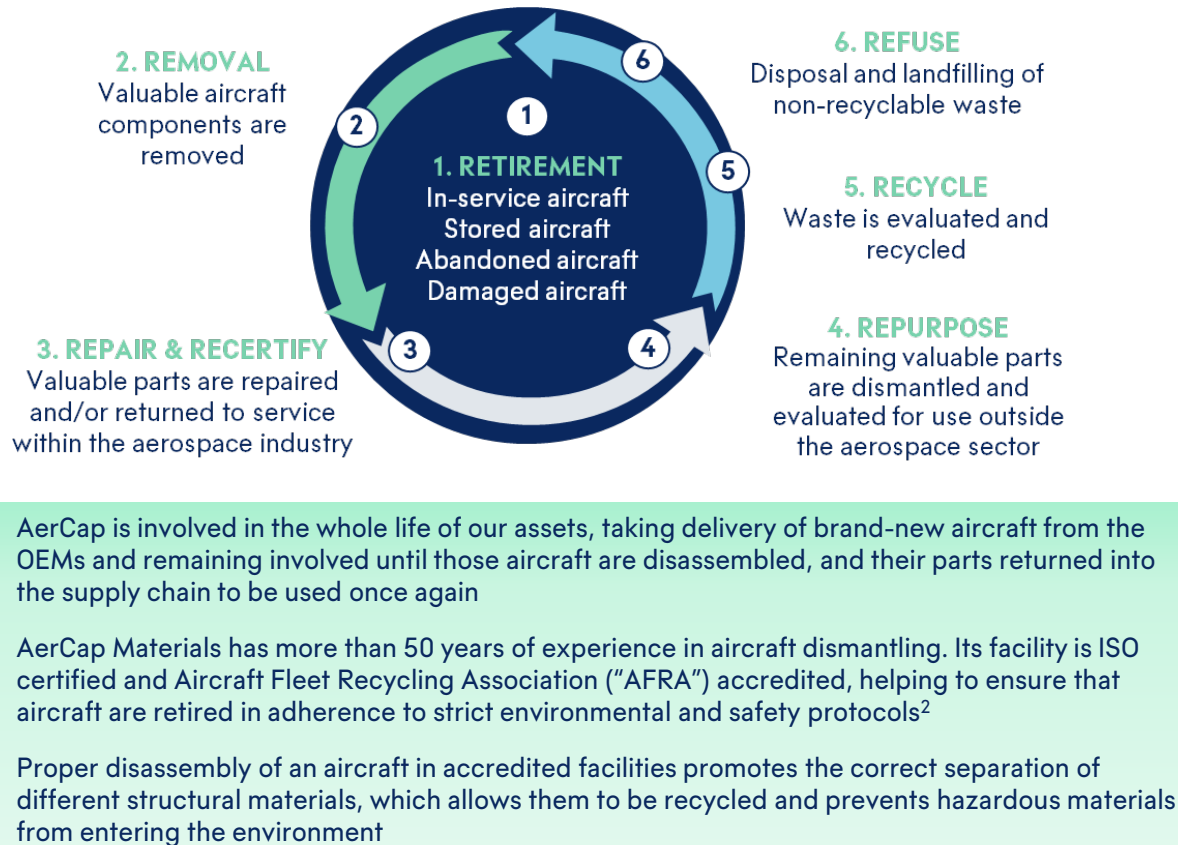 1
1. RETIREMENT
In-service aircraft
Stored aircraft
Abandoned aircraft
Damaged aircraft
2
2. REMOVAL
Valuable aircraft
components are
removed
3
3. REPAIR & RECERTIFY
Valuable parts are repaired
and/or returned to service
within the aerospace industry
4
4. REPURPOSE
Remaining valuable parts
are dismantled and
evaluated for use outside
the aerospace sector
5
5. RECYCLE
Waste is evaluated and
recycled
6
6. REFUSE
Disposal and landfilling of
non-recyclable waste
AerCap is involved in the whole life of our assets, taking delivery of brand-new aircraft from the
OEMs and remaining involved until those aircraft are disassembled, and their parts returned into
the supply chain to be used once again
AerCap Materials has more than 50 years of experience in aircraft dismantling. Its facility is ISO
certified and Aircraft Fleet Recycling Association (“AFRA”) accredited, helping to ensure that
aircraft are retired in adherence to strict environmental and safety protocols²
Proper disassembly of an aircraft in accredited facilities promotes the correct separation of
different structural materials, which allows them to be recycled and prevents hazardous materials
from entering the environment